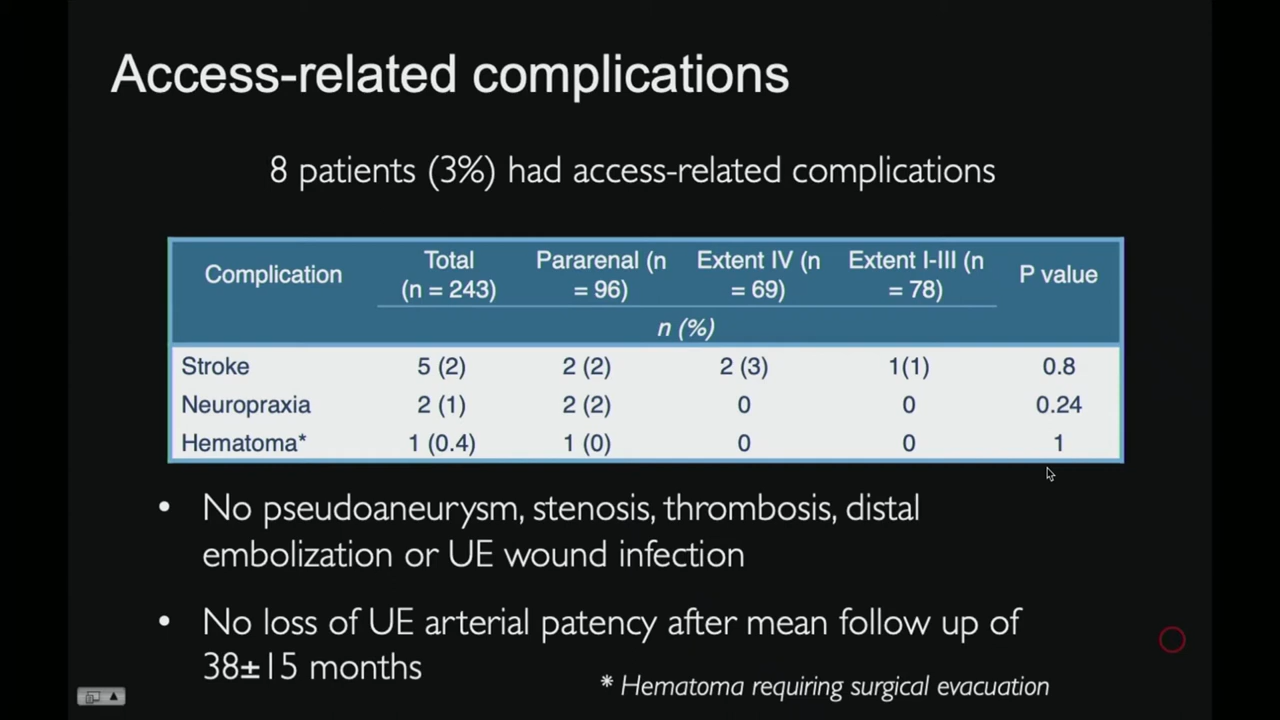 Access-related complications
8 patients (3%) had access-related complications
Complication Total (n = 243) Pararenal (n = 96) Extent IV (n = 69) Extent I-III (n = 78) P value
n (%)
Stroke 5 (2) 2 (2) 2 (3) 1(1) 0.8
Neuropraxia 2 (1) 2 (2) 0 0 0.24
Hematoma* 1 (0.4) 1 (0) 0 0 1
• No pseudoaneurysm, stenosis, thrombosis, distal
embolization or UE wound infection
• No loss of UE arterial patency after mean follow up of
38±15 months
* Hematoma requiring surgical evacuation